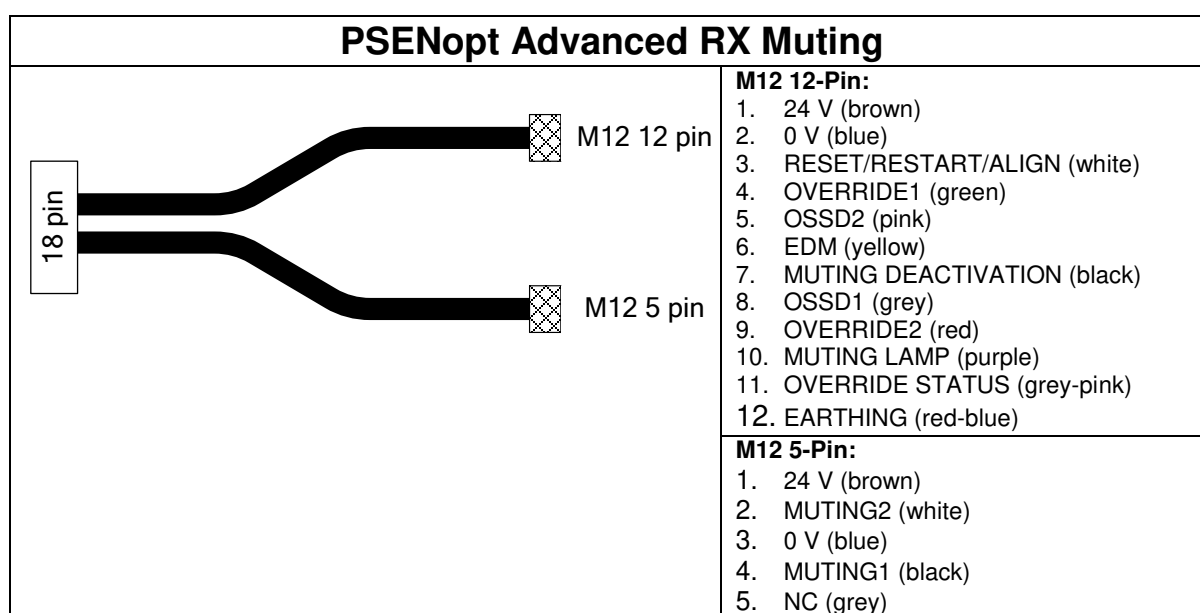 PSENopt Advanced RX Muting
18 pin
M12 12 pin
M12 5 pin
M12 12-Pin:
1. 24 V (brown)
2. 0 V (blue)
3. RESET/RESTART/ALIGN (white)
4. OVERRIDE1 (green)
5. OSSD2 (pink)
6. EDM (yellow)
7. MUTING DEACTIVATION (black)
8. OSSD1 (grey)
9. OVERRIDE2 (red)
10. MUTING LAMP (purple)
11. OVERRIDE STATUS (grey-pink)
12. EARTHING (red-blue)
M12 5-Pin:
1. 24 V (brown)
2. MUTING2 (white)
3. 0 V (blue)
4. MUTING1 (black)
5. NC (grey)